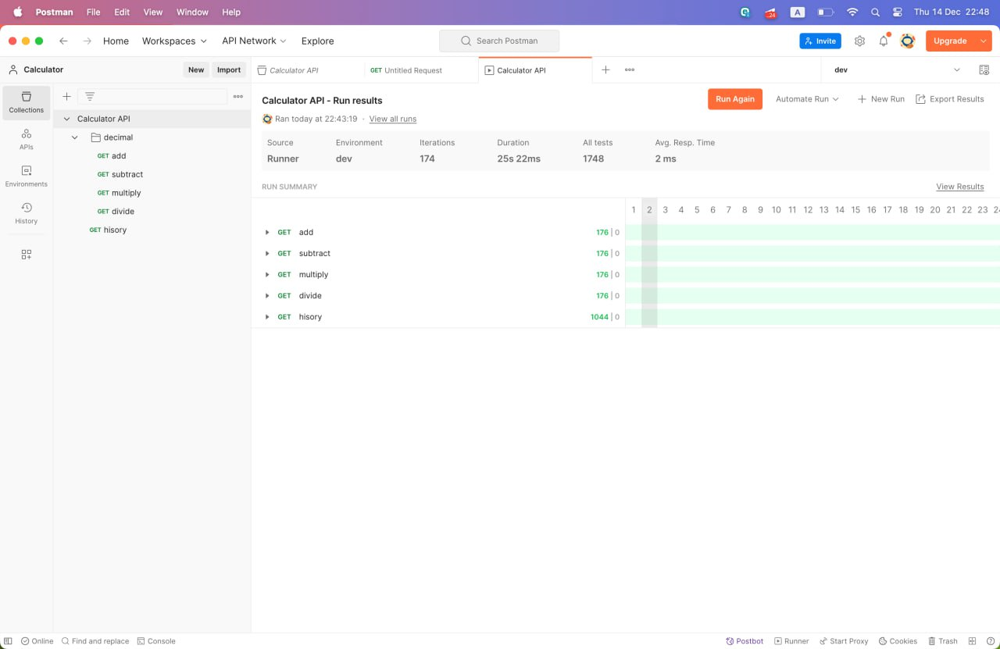 Postman File Edit View Window Help 24 A Thu 14 Dec 22:48
Home Workspaces API Network Explore Search Postman Invite Upgrade
Calculator New Import Calculator API GET Untitled Request Calculator API dev
Collections
APIs
Environments
History
Calculator API
decimal
GET add
GET subtract
GET multiply
GET divide
GET hisory
Calculator API - Run results Run Again Automate Run New Run Export Results
Ran today at 22:43:19 · View all runs
Source Environment Iterations Duration All tests Avg. Resp. Time
Runner dev 174 25s 22ms 1748 2 ms
RUN SUMMARY View Results
1 2 3 4 5 6 7 8 9 10 11 12 13 14 15 16 17 18 19 20 21 22 23 24
GET add 176 | 0
GET subtract 176 | 0
GET multiply 176 | 0
GET divide 176 | 0
GET hisory 1044 | 0
Online Find and replace Console Postbot Runner Start Proxy Cookies Trash